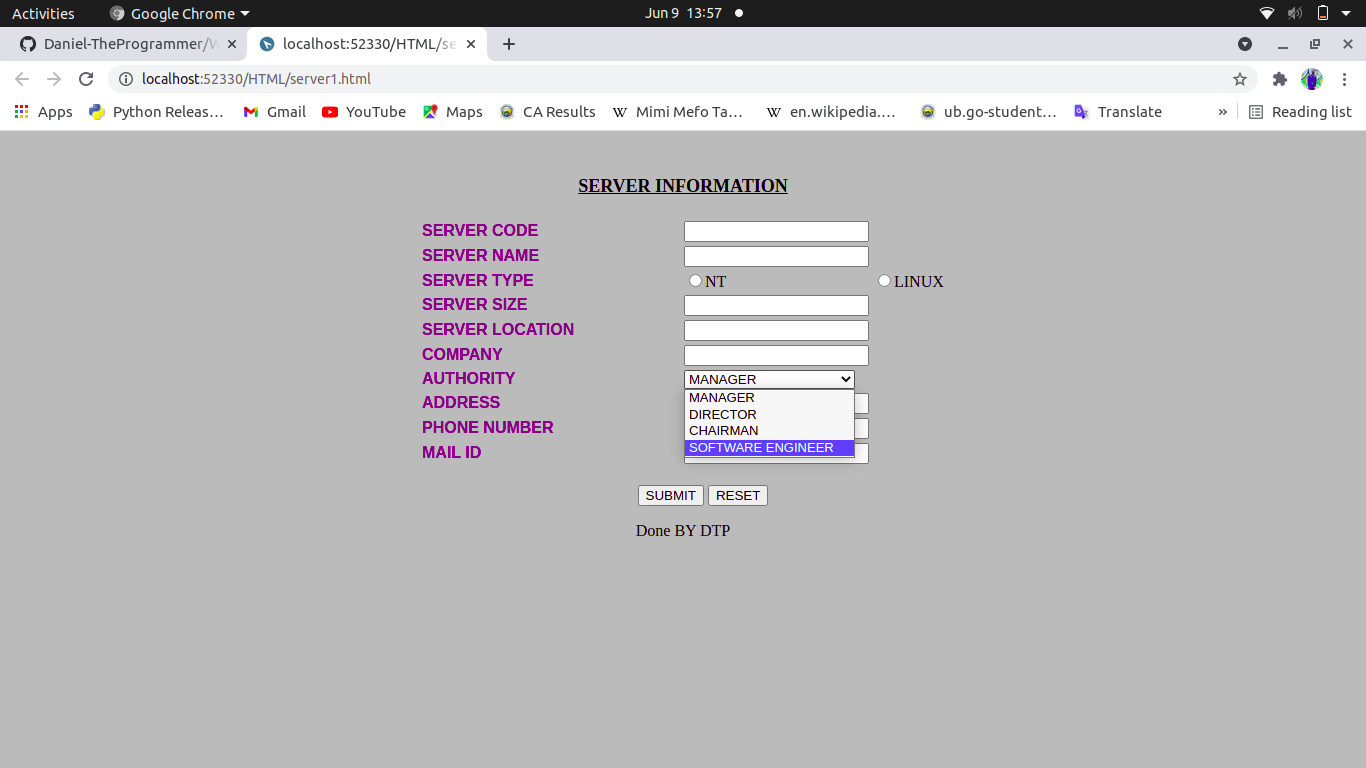 Activities Google Chrome Jun 9 13:57
Daniel-TheProgrammer/W localhost:52330/HTML/se
localhost:52330/HTML/server1.html
Apps Python Releas… Gmail YouTube Maps CA Results W Mimi Mefo Ta… W en.wikipedia.… ub.go-student… Translate » Reading list
SERVER INFORMATION
SERVER CODE
SERVER NAME
SERVER TYPE NT LINUX
SERVER SIZE
SERVER LOCATION
COMPANY
AUTHORITY MANAGER
MANAGER
ADDRESS
DIRECTOR
PHONE NUMBER
CHAIRMAN
MAIL ID
SOFTWARE ENGINEER
SUBMIT RESET
Done BY DTP